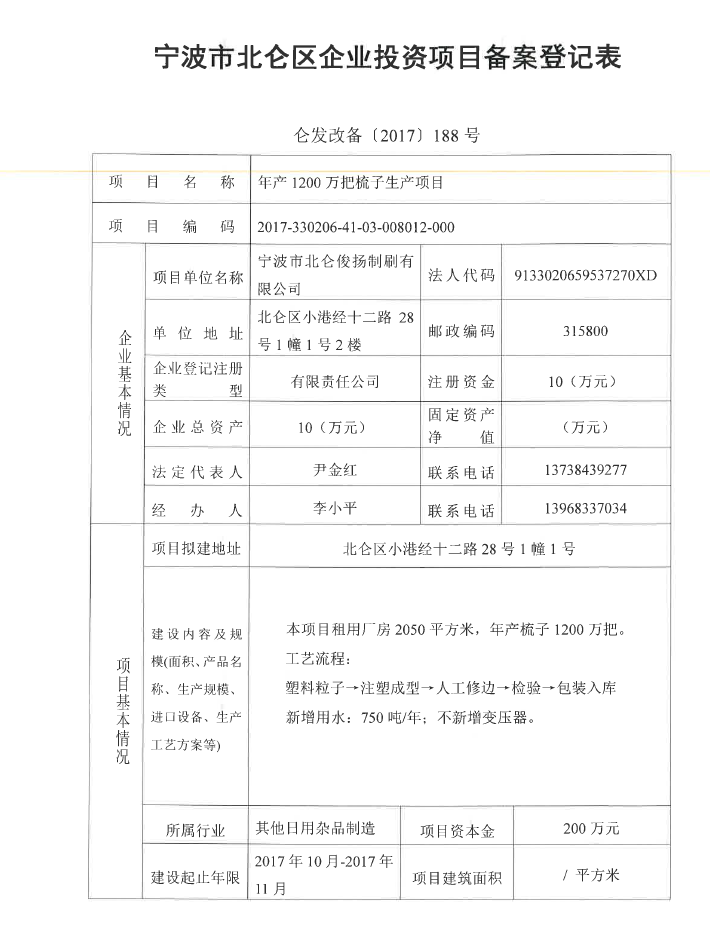 宁波市北仑区企业投资项目备案登记表
仑发改备〔2017〕188 号
项 目 名 称 年产 1200 万把梳子生产项目
项 目 编 码 2017-330206-41-03-008012-000
企业基本情况
项目单位名称 宁波市北仑俊扬制刷有
限公司
法人代码 9133020659537270XD
单 位 地 址 北仑区小港经十二路 28
号 1 幢 1 号 2 楼
邮政编码 315800
企业登记注册
类 型
有限责任公司 注册资金 10（万元）
企业总资产 10（万元）
固定资产
净 值
（万元）
法定代表人 尹金红 联系电话 13738439277
经 办 人 李小平 联系电话 13968337034
项目基本情况
项目拟建地址 北仑区小港经十二路 28 号 1 幢 1 号
建设内容及规
模(面积、产品名
称、生产规模、
进口设备、生产
工艺方案等)
本项目租用厂房 2050 平方米，年产梳子 1200 万把。
工艺流程：
塑料粒子→注塑成型→人工修边→检验→包装入库
新增用水：750 吨/年；不新增变压器。
所属行业 其他日用杂品制造 项目资本金 200 万元
建设起止年限 2017 年 10 月-2017 年
11 月
项目建筑面积 / 平方米